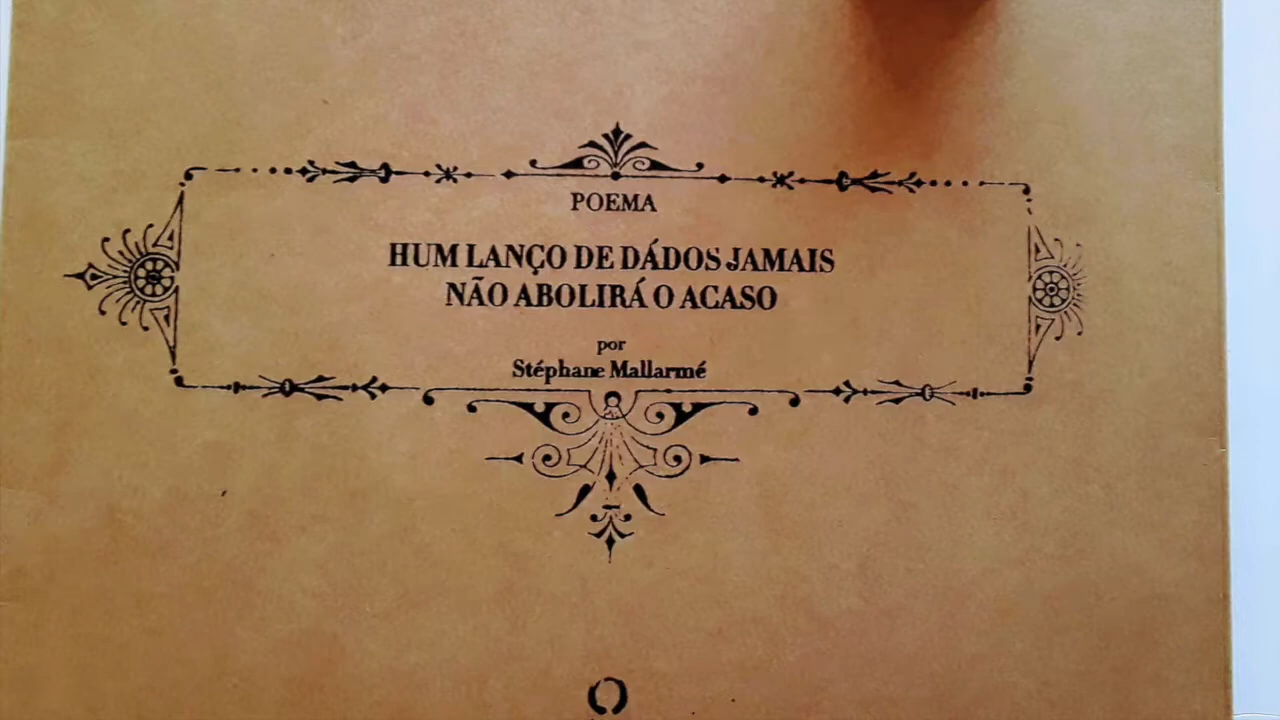 POEMA
HUM LANÇO DE DÁDOS JAMAIS
NÃO ABOLIRÁ O ACASO
por
Stéphane Mallarmé